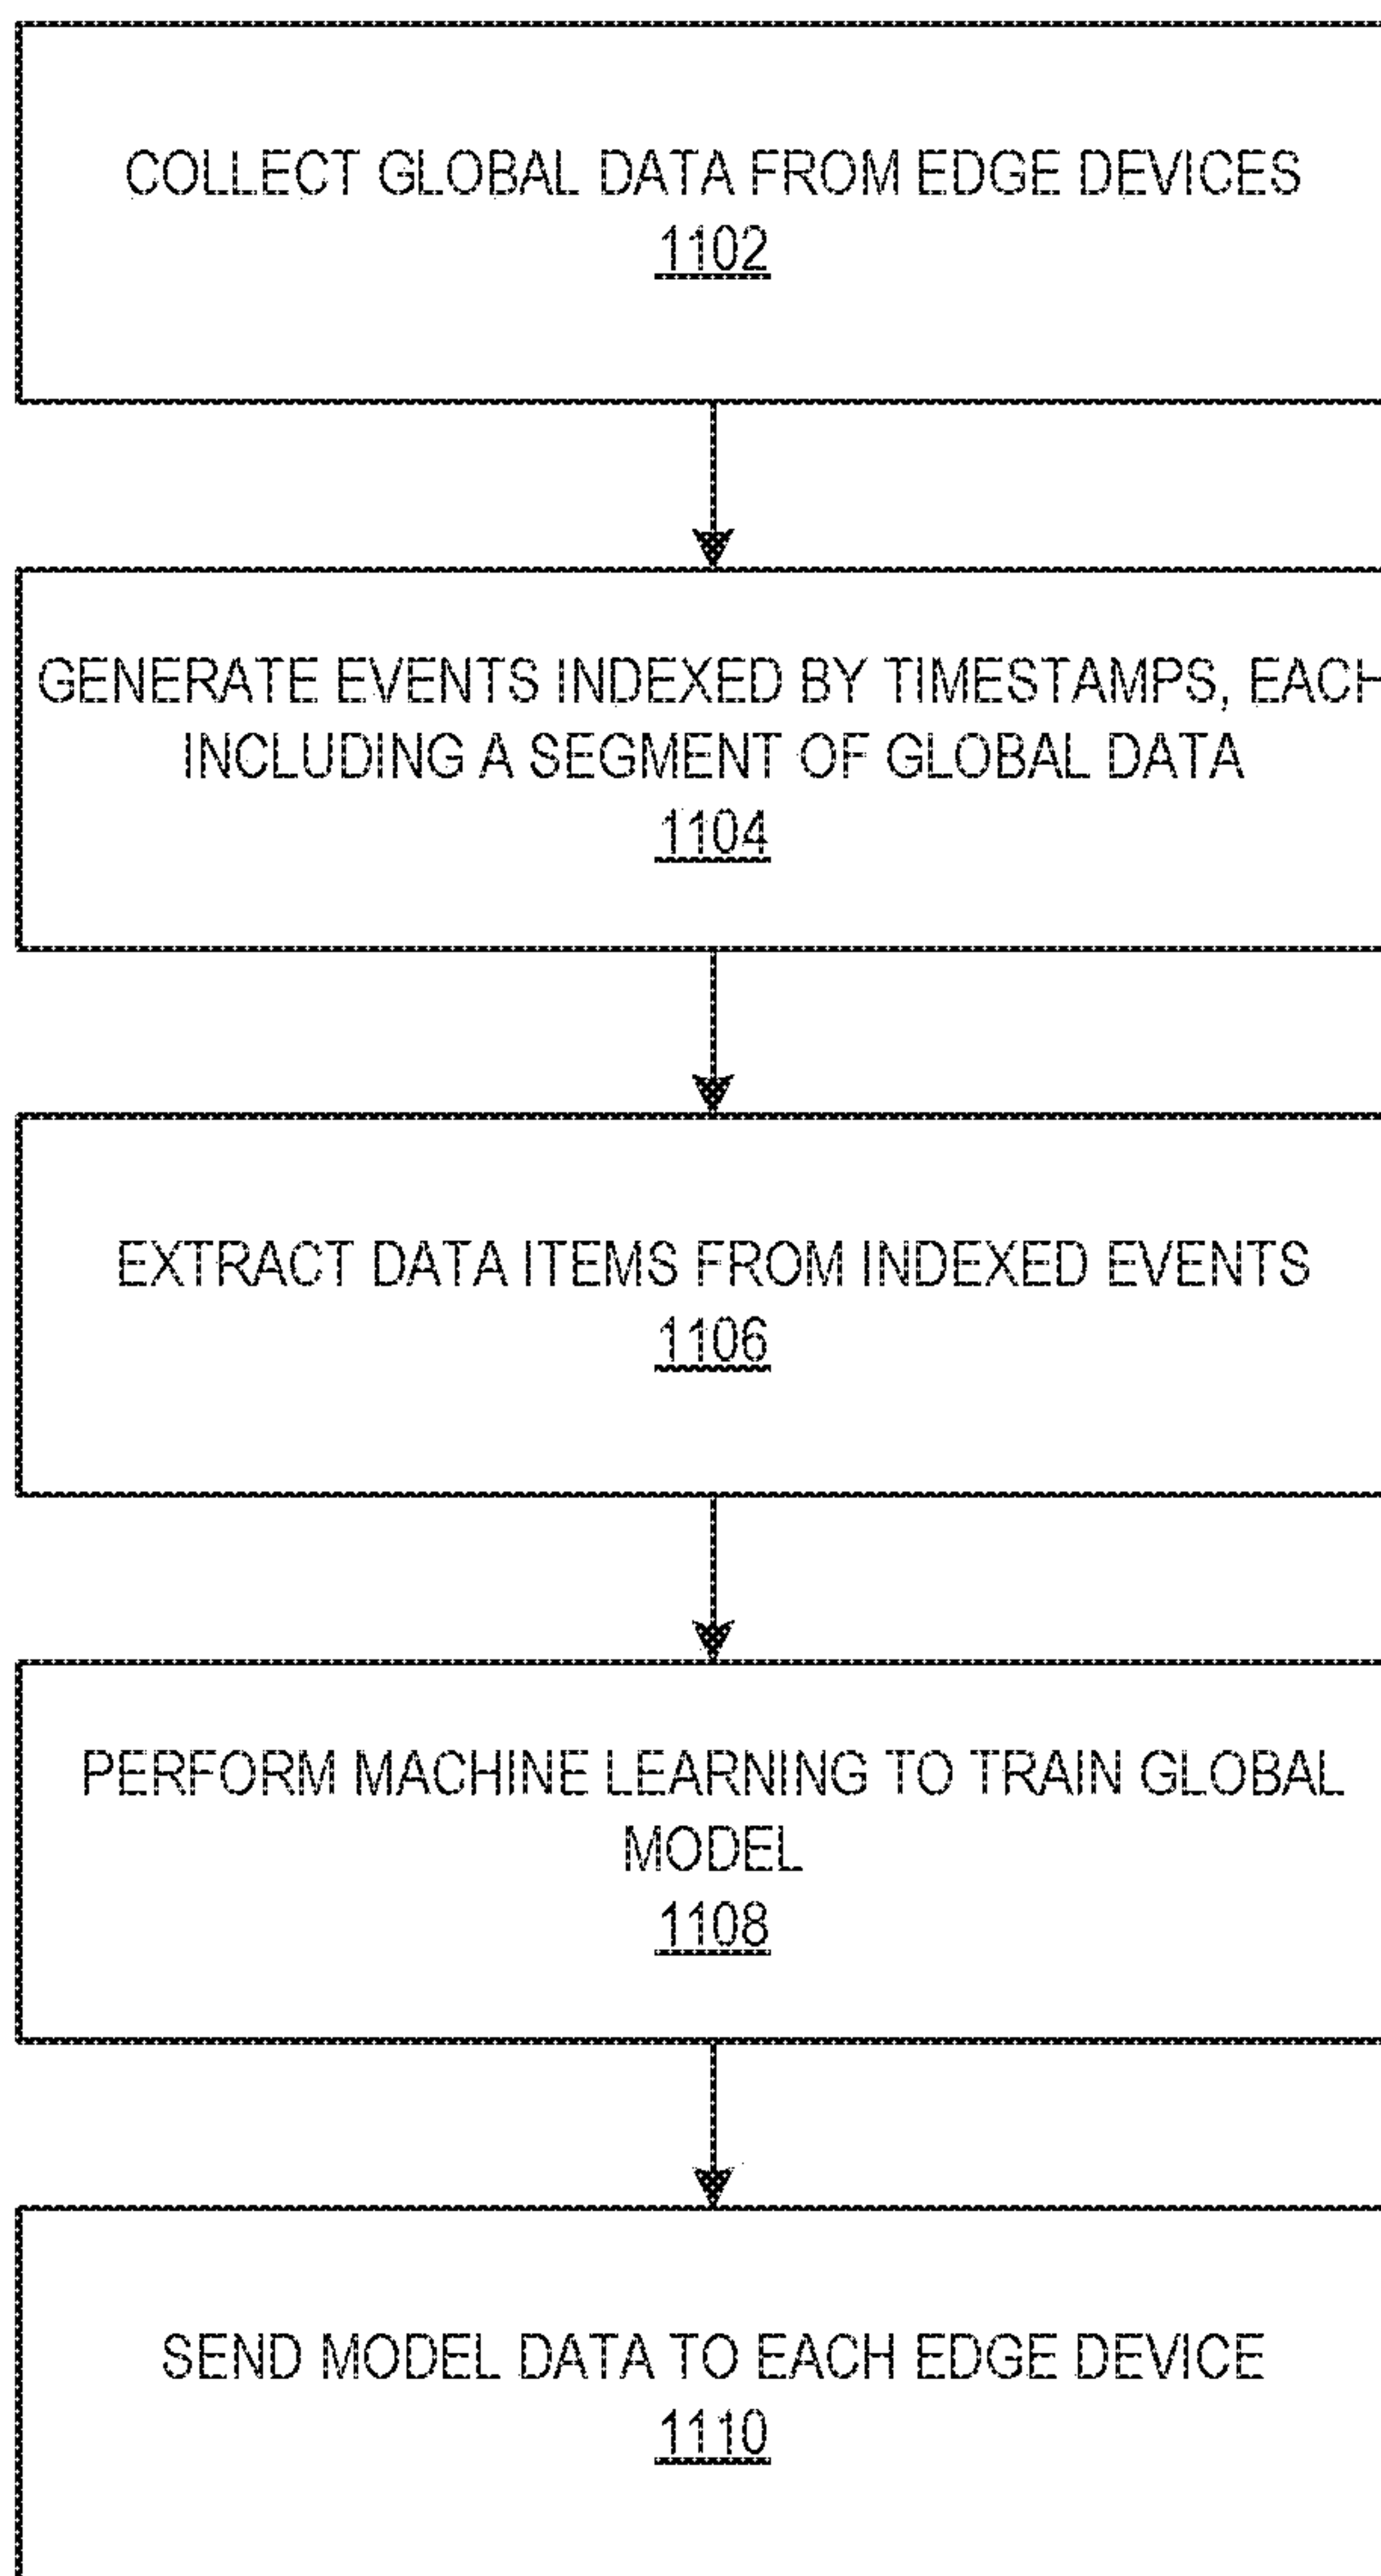 COLLECT GLOBAL DATA FROM EDGE DEVICES
1102
GENERATE EVENTS INDEXED BY TIMESTAMPS, EACH
INCLUDING A SEGMENT OF GLOBAL DATA
1104
EXTRACT DATA ITEMS FROM INDEXED EVENTS
1106
PERFORM MACHINE LEARNING TO TRAIN GLOBAL
MODEL
1108
SEND MODEL DATA TO EACH EDGE DEVICE
1110